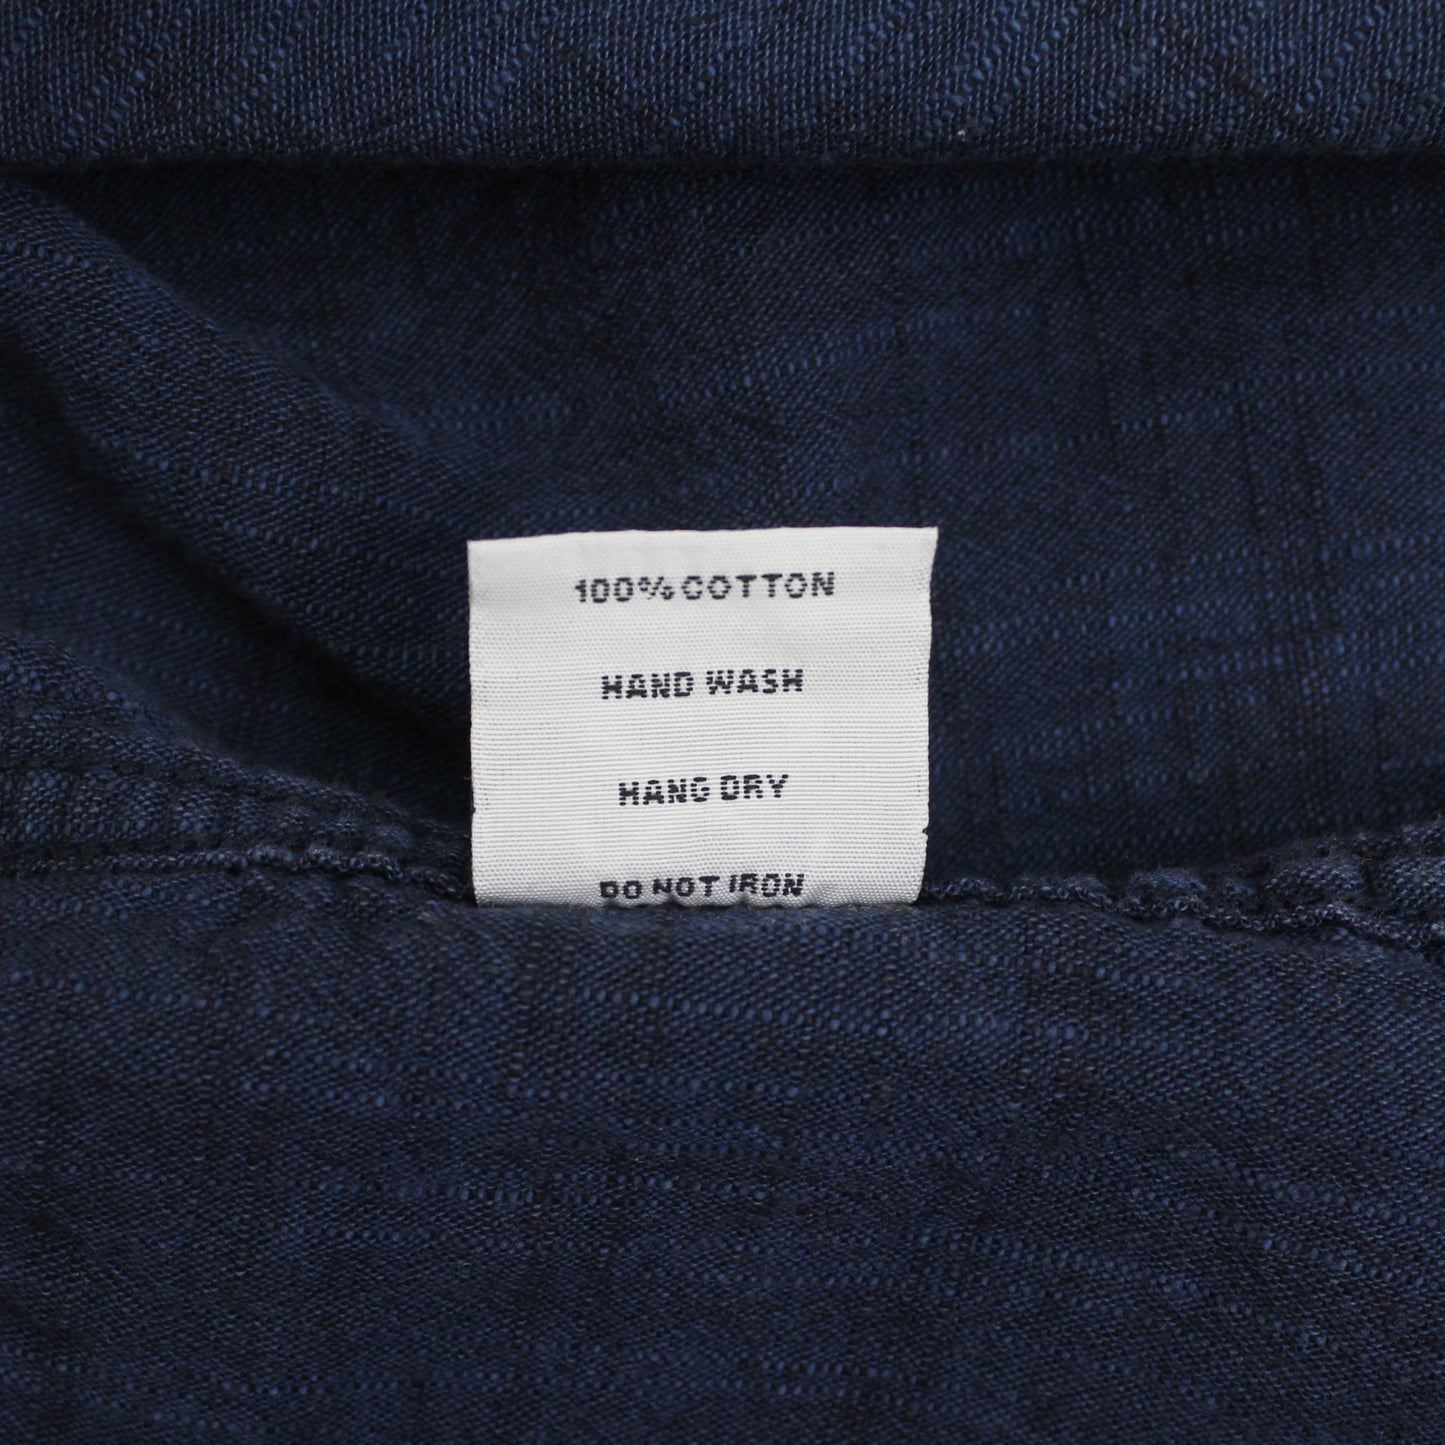 100% COTTON
HAND WASH
HANG DRY
DO NOT IRON